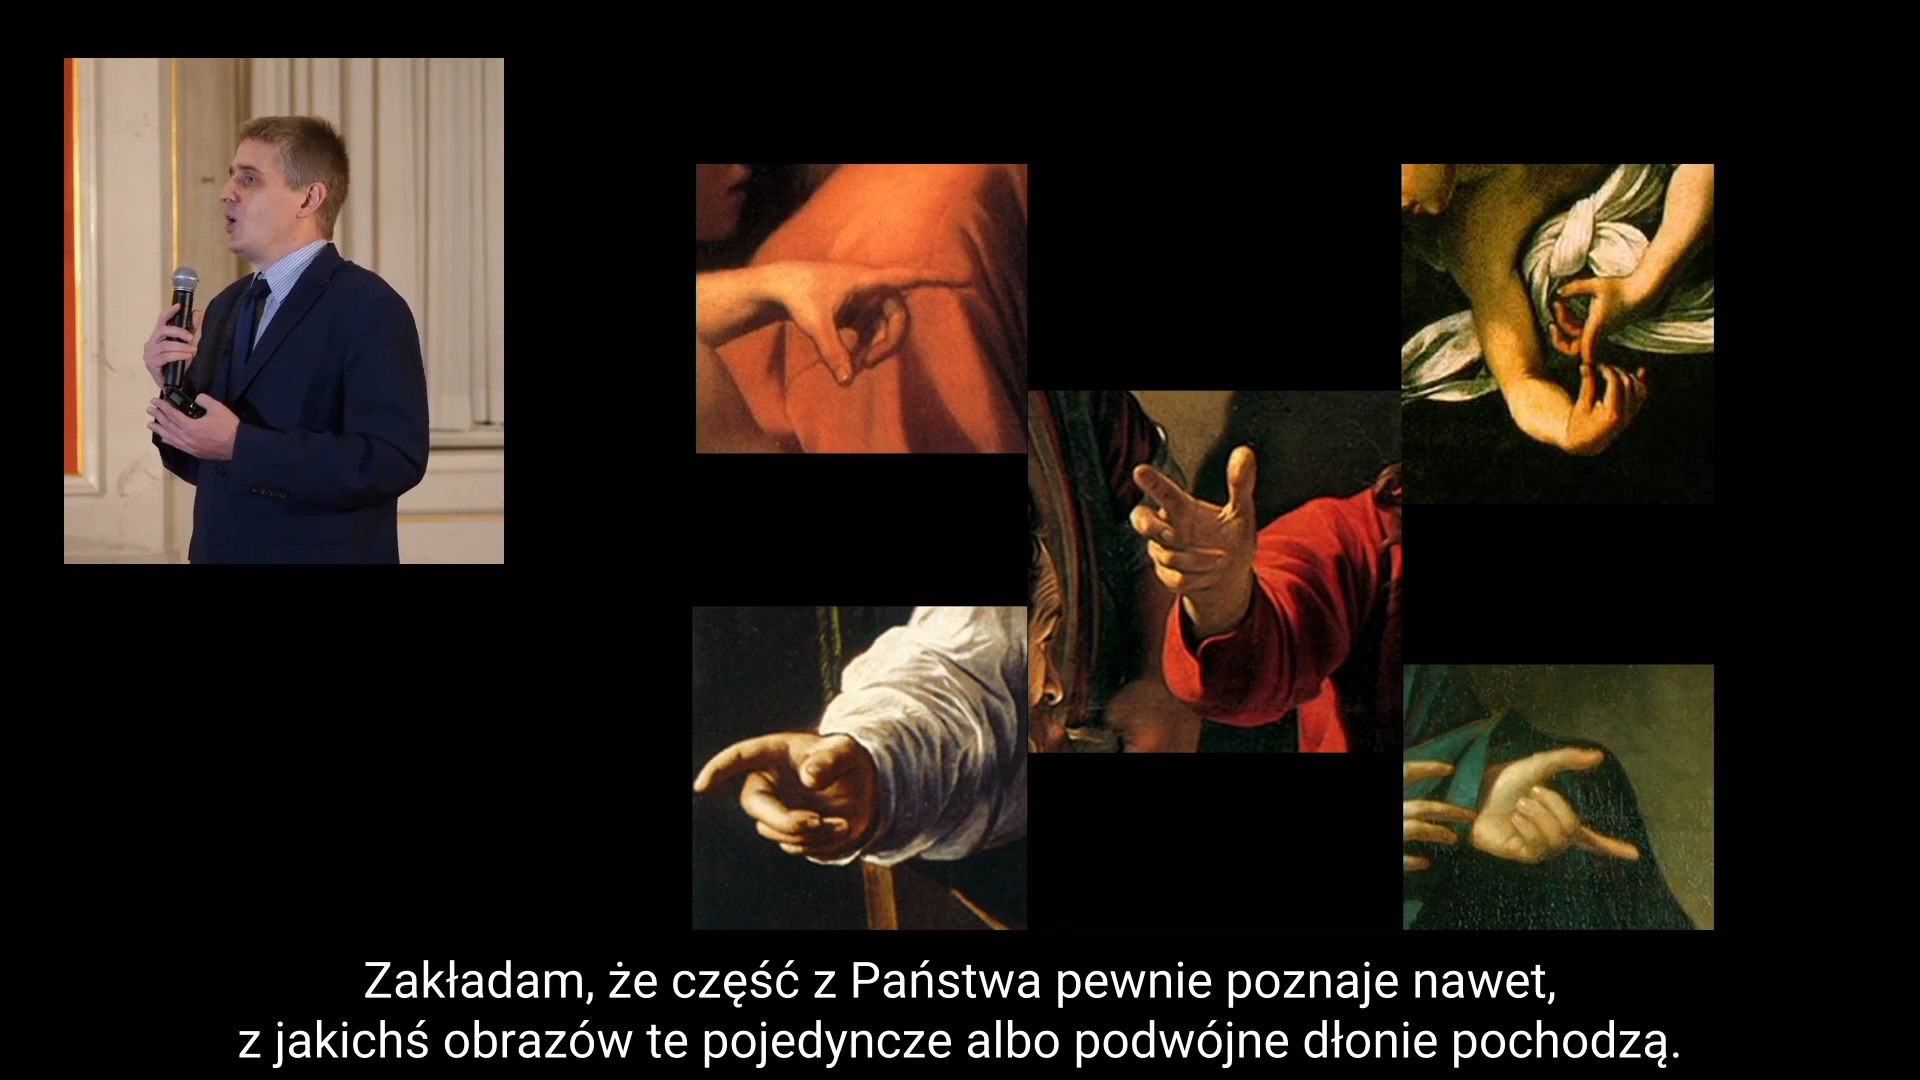 Zakładam, że część z Państwa pewnie poznaje nawet,
z jakichś obrazów te pojedyncze albo podwójne dłonie pochodzą.